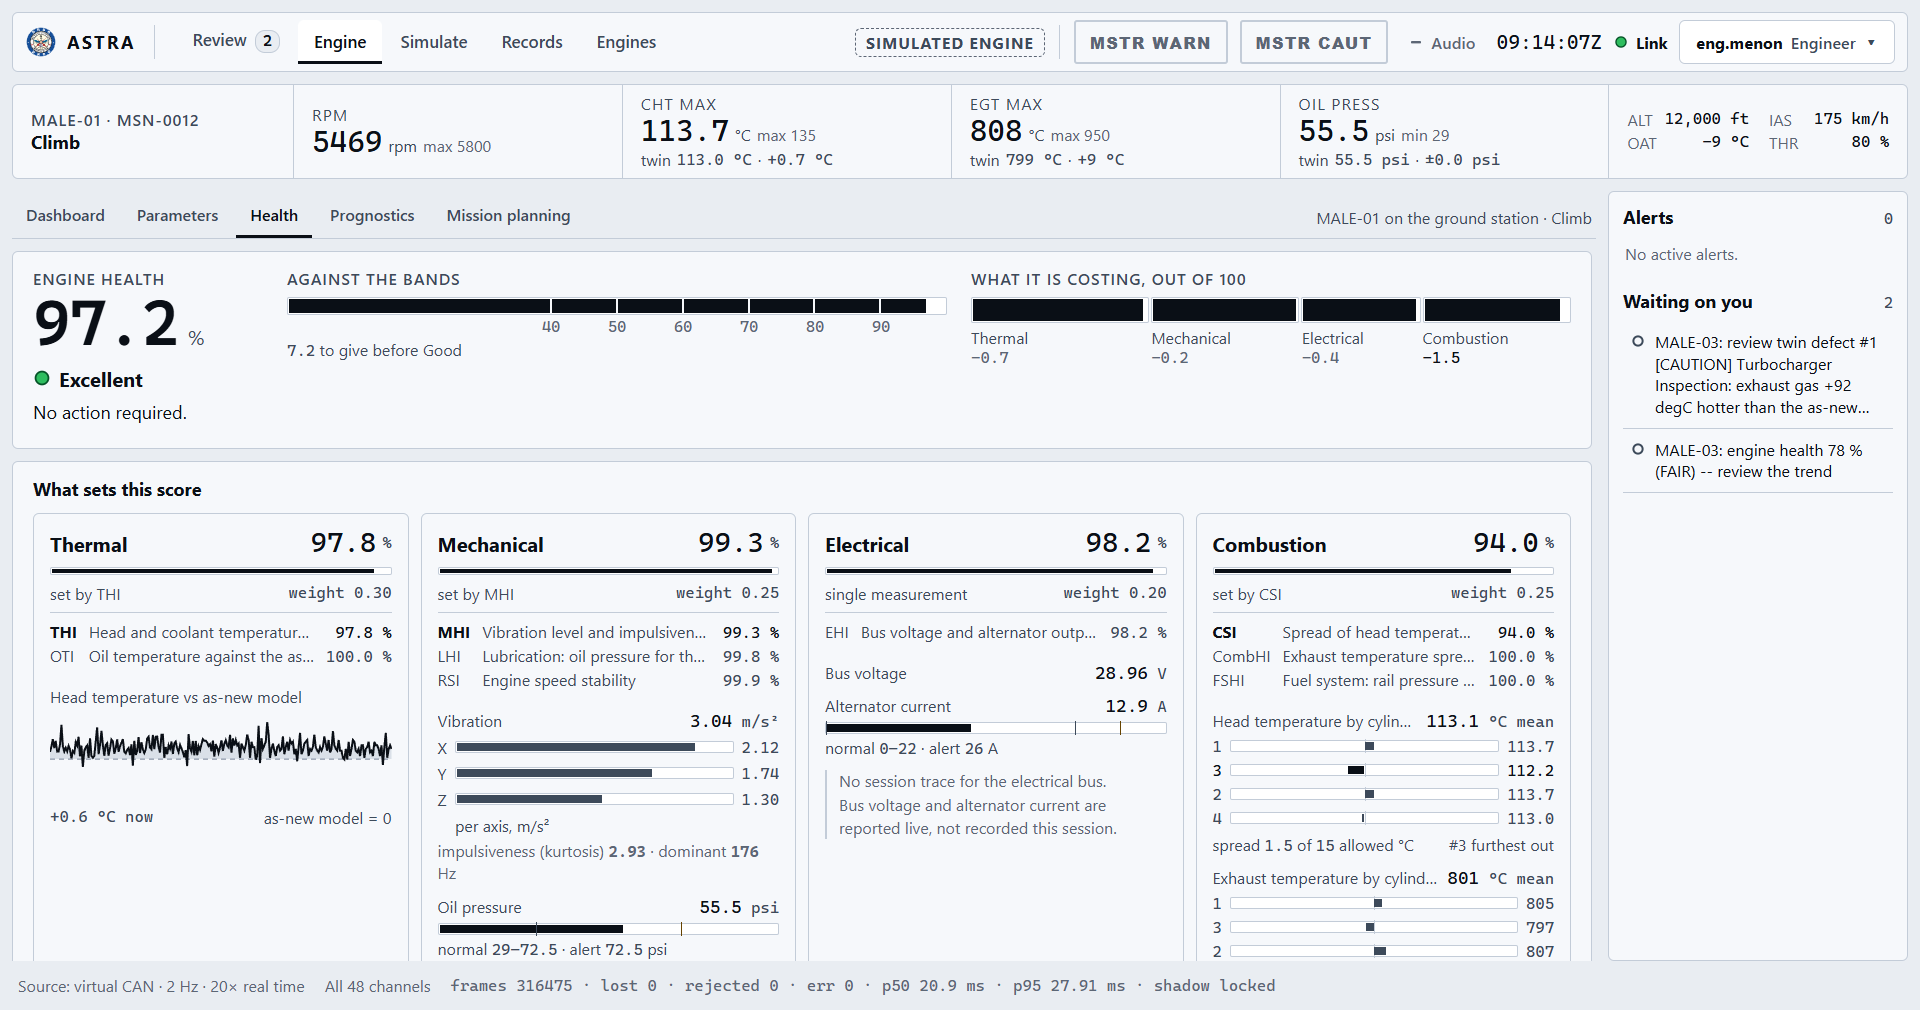 ASTRA
Review 2
Engine
Simulate
Records
Engines
SIMULATED ENGINE
MSTR WARN
MSTR CAUT
– Audio
09:14:07Z
Link
eng.menon Engineer ▼
MALE-01 · MSN-0012
Climb
RPM
5469 rpm max 5800
CHT MAX
113.7 °C max 135
twin 113.0 °C · +0.7 °C
EGT MAX
808 °C max 950
twin 799 °C · +9 °C
OIL PRESS
55.5 psi min 29
twin 55.5 psi · ±0.0 psi
ALT 12,000 ft IAS 175 km/h
OAT −9 °C THR 80 %
Dashboard
Parameters
Health
Prognostics
Mission planning
MALE-01 on the ground station · Climb
ENGINE HEALTH
97.2 %
Excellent
No action required.
AGAINST THE BANDS
40 50 60 70 80 90
7.2 to give before Good
WHAT IT IS COSTING, OUT OF 100
Thermal
−0.7
Mechanical
−0.2
Electrical
−0.4
Combustion
−1.5
What sets this score
Thermal 97.8 %
set by THI weight 0.30
THI Head and coolant temperatur... 97.8 %
OTI Oil temperature against the as... 100.0 %
Head temperature vs as-new model
+0.6 °C now as-new model = 0
Mechanical 99.3 %
set by MHI weight 0.25
MHI Vibration level and impulsiven... 99.3 %
LHI Lubrication: oil pressure for th... 99.8 %
RSI Engine speed stability 99.9 %
Vibration 3.04 m/s²
X 2.12
Y 1.74
Z 1.30
per axis, m/s²
impulsiveness (kurtosis) 2.93 · dominant 176
Hz
Oil pressure 55.5 psi
normal 29–72.5 · alert 72.5 psi
Electrical 98.2 %
single measurement weight 0.20
EHI Bus voltage and alternator outp... 98.2 %
Bus voltage 28.96 V
Alternator current 12.9 A
normal 0–22 · alert 26 A
No session trace for the electrical bus.
Bus voltage and alternator current are
reported live, not recorded this session.
Combustion 94.0 %
set by CSI weight 0.25
CSI Spread of head temperat... 94.0 %
CombHI Exhaust temperature spre... 100.0 %
FSHI Fuel system: rail pressure ... 100.0 %
Head temperature by cylin... 113.1 °C mean
1 113.7
3 112.2
2 113.7
4 113.0
spread 1.5 of 15 allowed °C #3 furthest out
Exhaust temperature by cylind... 801 °C mean
1 805
3 797
2 807
Alerts 0
No active alerts.
Waiting on you 2
MALE-03: review twin defect #1
[CAUTION] Turbocharger
Inspection: exhaust gas +92
degC hotter than the as-new...
MALE-03: engine health 78 %
(FAIR) -- review the trend
Source: virtual CAN · 2 Hz · 20× real time All 48 channels frames 316475 · lost 0 · rejected 0 · err 0 · p50 20.9 ms · p95 27.91 ms · shadow locked